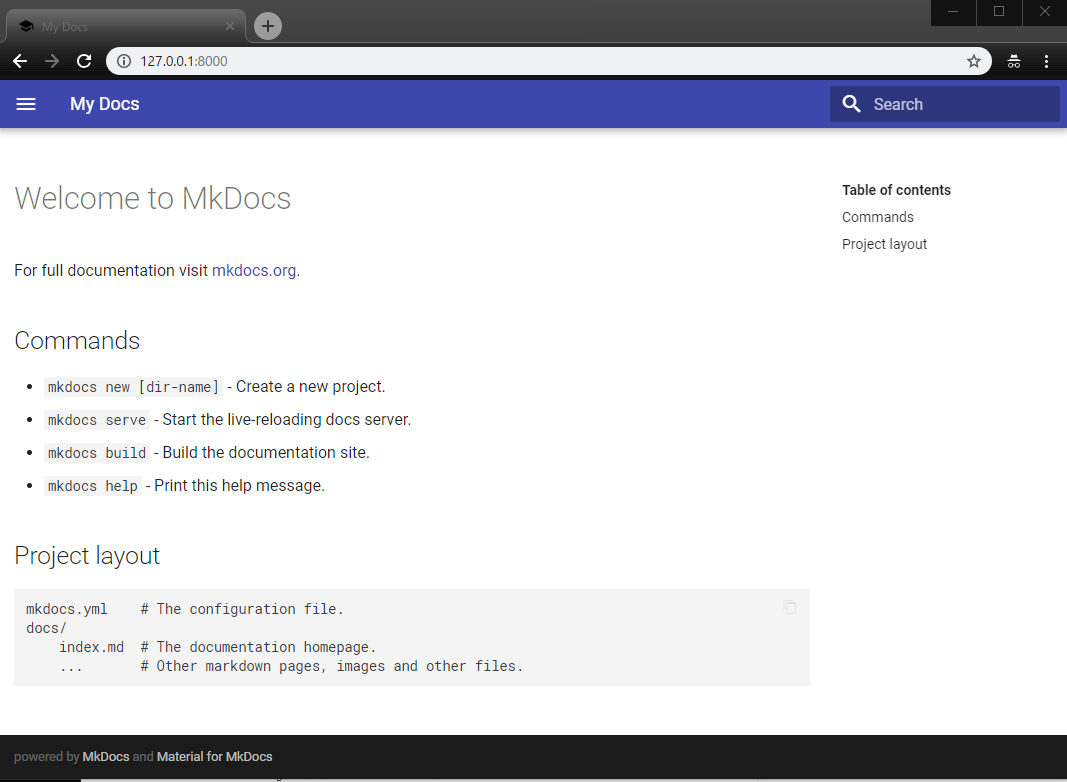 My Docs
127.0.0.1:8000
My Docs
Search
Welcome to MkDocs
For full documentation visit mkdocs.org.
Commands
mkdocs new [dir-name] - Create a new project.
mkdocs serve - Start the live-reloading docs server.
mkdocs build - Build the documentation site.
mkdocs help - Print this help message.
Project layout
mkdocs.yml    # The configuration file.
docs/
    index.md  # The documentation homepage.
    ...       # Other markdown pages, images and other files.
Table of contents
Commands
Project layout
powered by MkDocs and Material for MkDocs